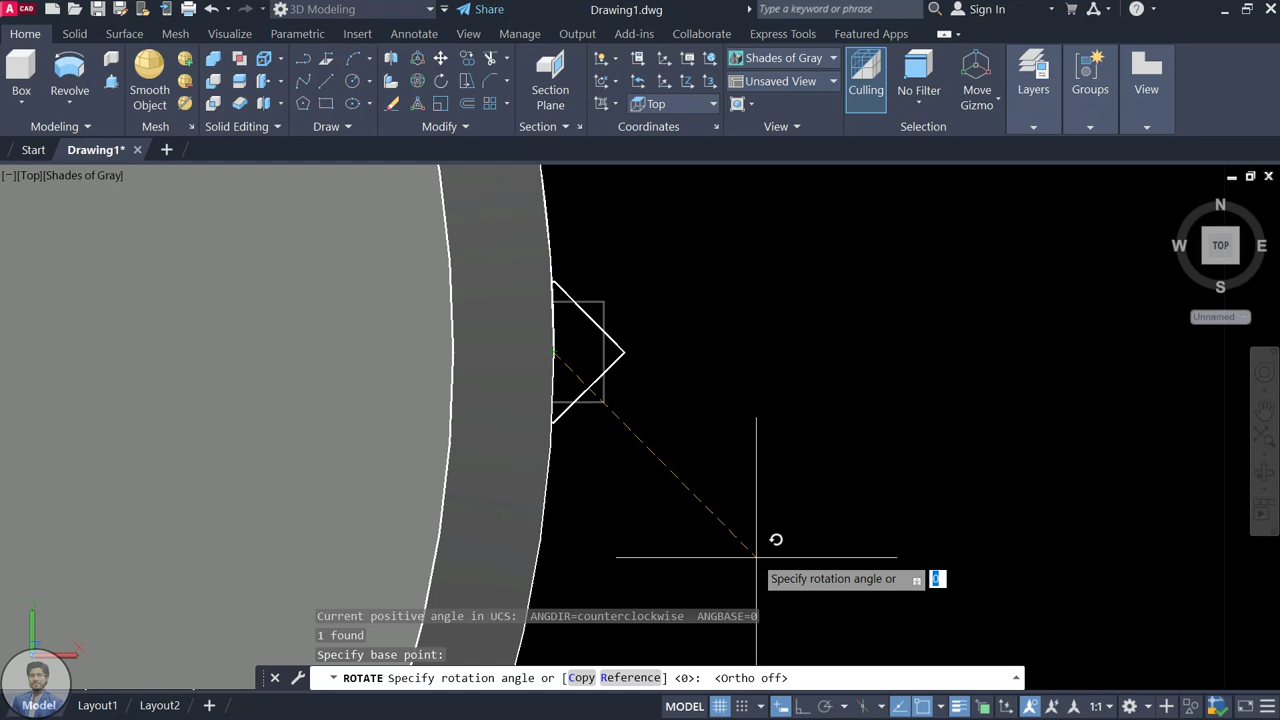 A CAD
3D Modeling
Share
Drawing1.dwg
Type a keyword or phrase
Sign In
Home
Solid
Surface
Mesh
Visualize
Parametric
Insert
Annotate
View
Manage
Output
Add-ins
Collaborate
Express Tools
Featured Apps
Box
Revolve
Smooth
Object
Section
Plane
Shades of Gray
Unsaved View
Top
Culling
No Filter
Move
Gizmo
Layers
Groups
View
Modeling
Mesh
Solid Editing
Draw
Modify
Section
Coordinates
View
Selection
Start
Drawing1*
[−][Top][Shades of Gray]
N
W
TOP
E
S
Unnamed
Specify rotation angle or
0
Current positive angle in UCS: ANGDIR=counterclockwise ANGBASE=0
1 found
Specify base point:
ROTATE Specify rotation angle or [Copy Reference] <0>: <Ortho off>
Model
Layout1
Layout2
MODEL
1:1